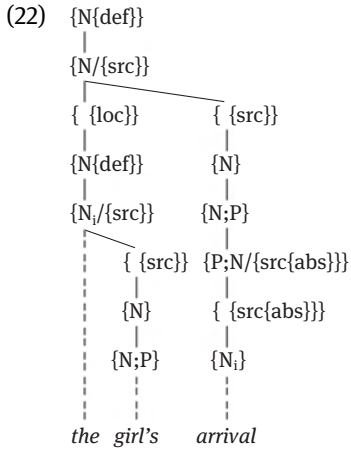 (22) {N{def}}
{N/{src}}
{ {loc}} { {src}}
{N{def}} {N}
{Nᵢ/{src}} {N;P}
{ {src}} {P;N/{src{abs}}}
{N} { {src{abs}}}
{N;P} {Nᵢ}
the girl's arrival